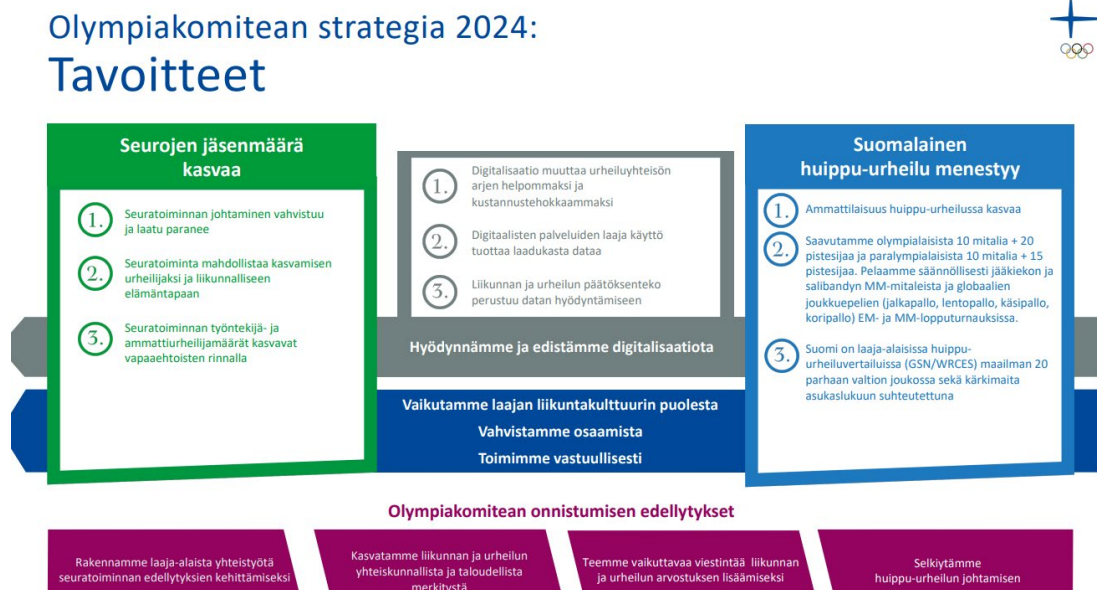 Olympiakomitean strategia 2024:
Tavoitteet
Seurojen jäsenmäärä
kasvaa
1.
Seuratoiminnan johtaminen vahvistuu
ja laatu paranee
2.
Seuratoiminta mahdollistaa kasvamisen
urheilijaksi ja liikunnalliseen
elämäntapaan
3.
Seuratoiminnan työntekijä- ja
ammattiurheilijamäärät kasvavat
vapaaehtoisten rinnalla
1.
Digitalisaatio muuttaa urheiluyhteisön
arjen helpommaksi ja
kustannustehokkaammaksi
2.
Digitaalisten palveluiden laaja käyttö
tuottaa laadukasta dataa
3.
Liikunnan ja urheilun päätöksenteko
perustuu datan hyödyntämiseen
Hyödynnämme ja edistämme digitalisaatiota
Vaikutamme laajan liikuntakulttuurin puolesta
Vahvistamme osaamista
Toimimme vastuullisesti
Suomalainen
huippu-urheilu menestyy
1.
Ammattilaisuus huippu-urheilussa kasvaa
2.
Saavutamme olympialaisista 10 mitalia + 20
pistesijaa ja paralympialaisista 10 mitalia + 15
pistesijaa. Pelaamme säännöllisesti jääkiekon ja
salibandyn MM-mitaleista ja globaalien
joukkuepelien (jalkapallo, lentopallo, käsipallo,
koripallo) EM- ja MM-lopputurnauksissa.
3.
Suomi on laaja-alaisissa huippu-
urheiluvertailuissa (GSN/WRCES) maailman 20
parhaan valtion joukossa sekä kärkimaita
asukaslukuun suhteutettuna
Olympiakomitean onnistumisen edellytykset
Rakennamme laaja-alaista yhteistyötä
seuratoiminnan edellytyksien kehittämiseksi
Kasvatamme liikunnan ja urheilun
yhteiskunnallista ja taloudellista
merkitystä
Teemme vaikuttavaa viestintää liikunnan
ja urheilun arvostuksen lisäämiseksi
Selkiytämme
huippu-urheilun johtamisen